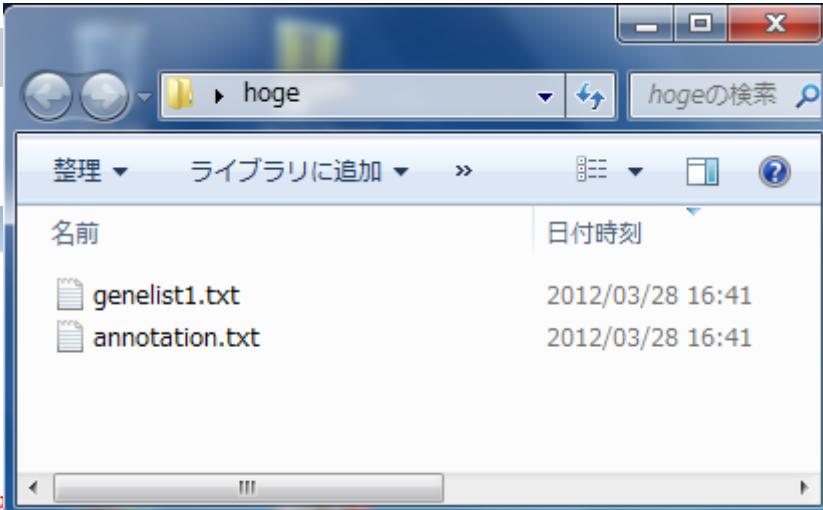 hoge
hogeの検索
整理 ライブラリに追加 »
名前 日付時刻
genelist1.txt 2012/03/28 16:41
annotation.txt 2012/03/28 16:41